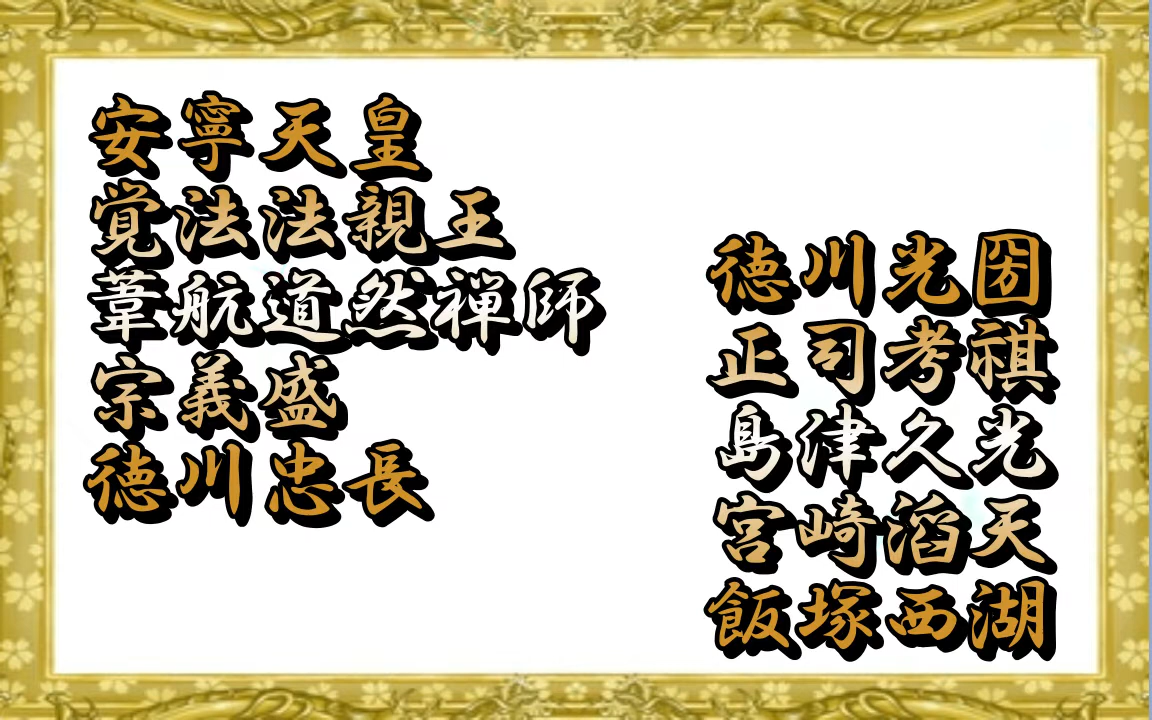 安寧天皇
覚法法親王
葦航道然禅師
宗義盛
徳川忠長
徳川光圀
正司考祺
島津久光
宮崎滔天
飯塚西湖